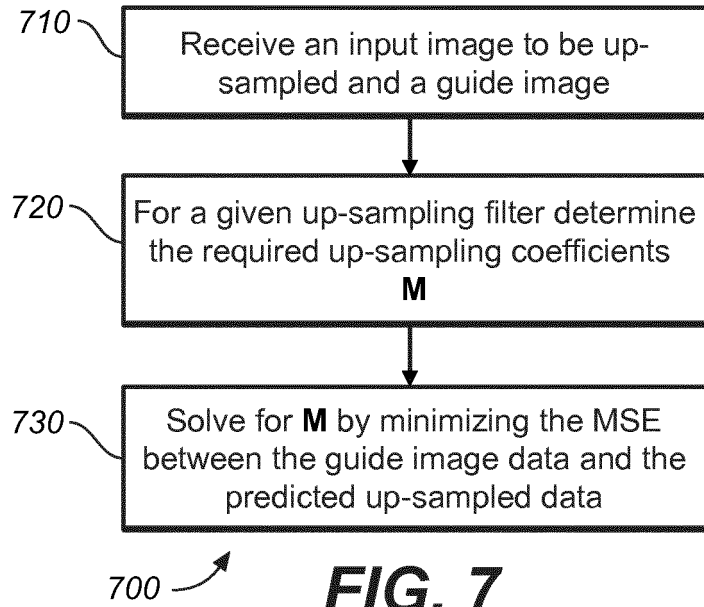 710
Receive an input image to be up-
sampled and a guide image
720
For a given up-sampling filter determine
the required up-sampling coefficients
M
730
Solve for M by minimizing the MSE
between the guide image data and the
predicted up-sampled data
700
FIG. 7